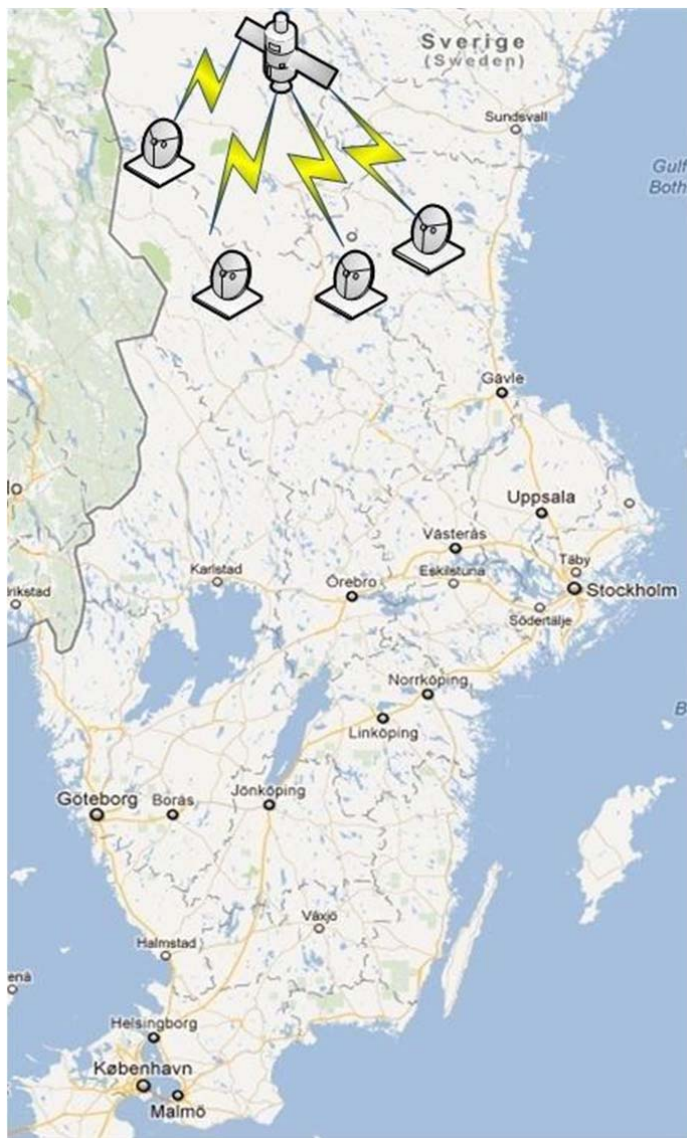 Sverige
(Sweden)
Sundsvall
Gulf
Both
Gävle
Uppsala
Västerås
Täby
Karlstad
Eskilstuna
Örebro
Stockholm
rikstad
Södertälje
Norrköping
B
Linköping
Jönköping
Göteborg
Borås
Växjö
Halmstad
enå
Helsingborg
København
Malmö